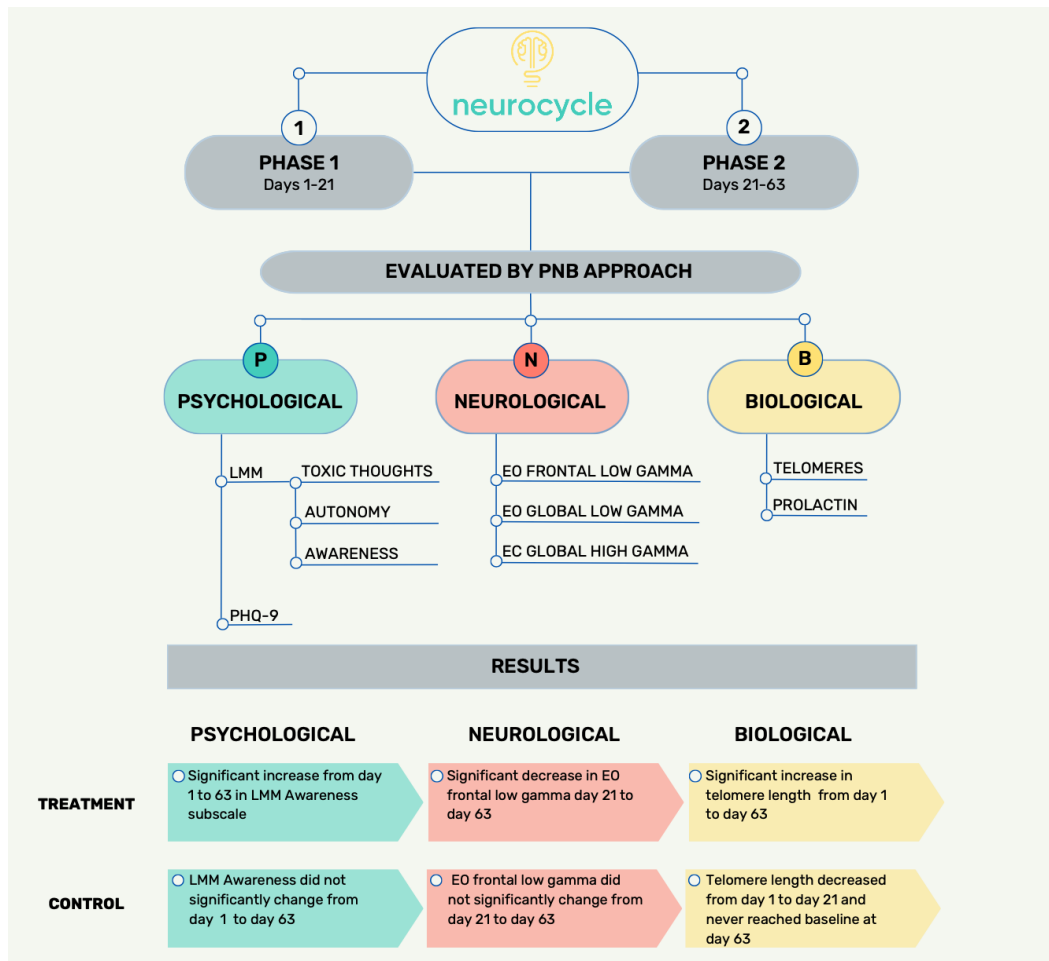 neurocycle
1
2
PHASE 1
Days 1-21
PHASE 2
Days 21-63
EVALUATED BY PNB APPROACH
P
N
B
PSYCHOLOGICAL
NEUROLOGICAL
BIOLOGICAL
LMM
TOXIC THOUGHTS
AUTONOMY
AWARENESS
PHQ-9
EO FRONTAL LOW GAMMA
EO GLOBAL LOW GAMMA
EC GLOBAL HIGH GAMMA
TELOMERES
PROLACTIN
RESULTS
PSYCHOLOGICAL
NEUROLOGICAL
BIOLOGICAL
TREATMENT
Significant increase from day
1 to 63 in LMM Awareness
subscale
Significant decrease in EO
frontal low gamma day 21 to
day 63
Significant increase in
telomere length from day 1
to day 63
CONTROL
LMM Awareness did not
significantly change from
day 1 to day 63
EO frontal low gamma did
not significantly change from
day 21 to day 63
Telomere length decreased
from day 1 to day 21 and
never reached baseline at
day 63